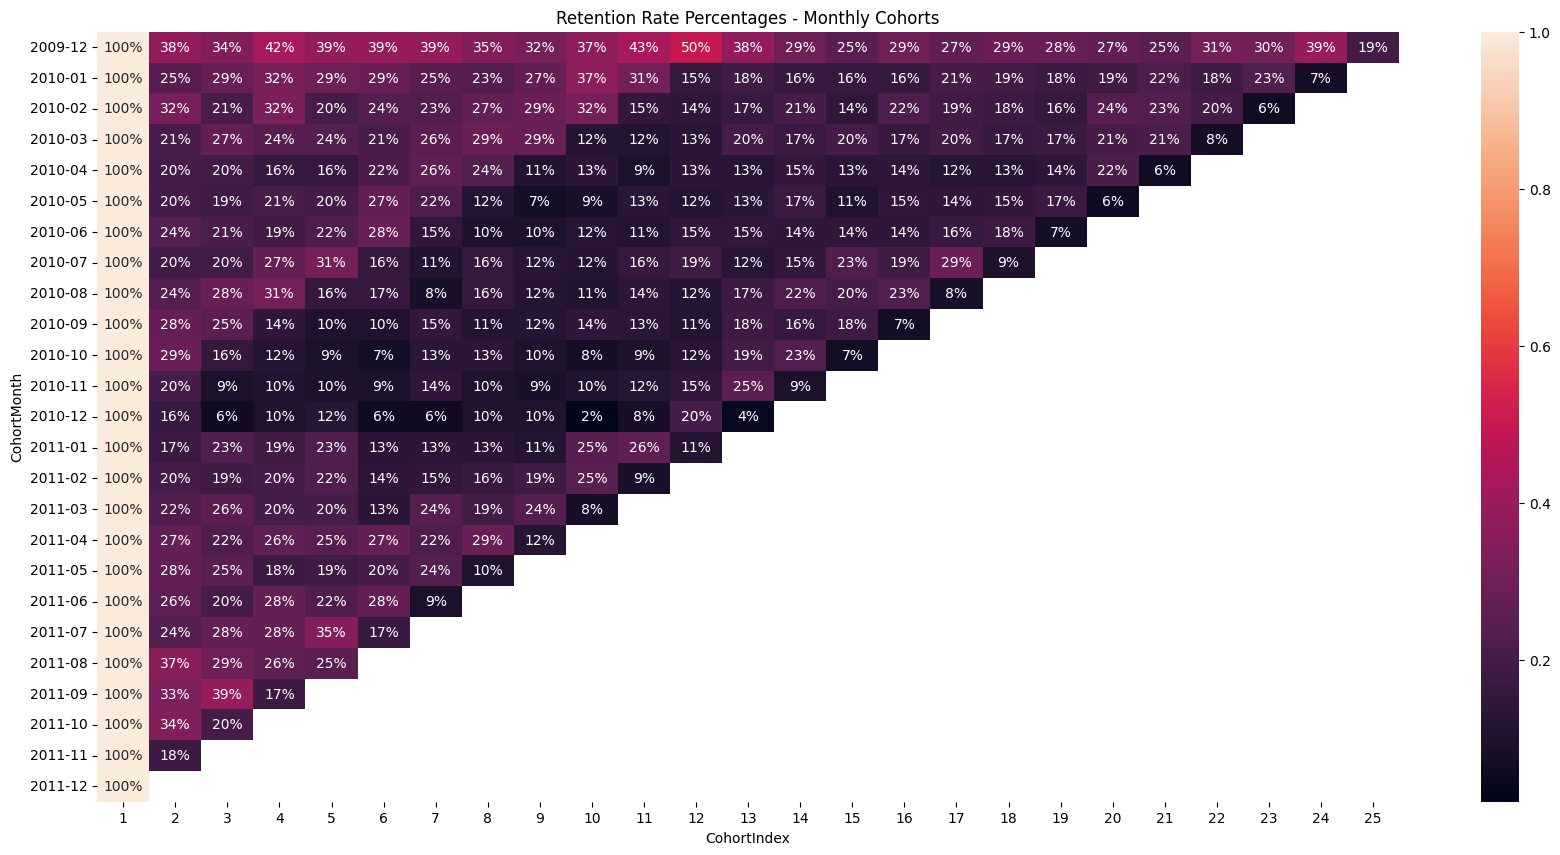 Retention Rate Percentages - Monthly Cohorts
2009-12 100% 38% 34% 42% 39% 39% 39% 35% 32% 37% 43% 50% 38% 29% 25% 29% 27% 29% 28% 27% 25% 31% 30% 39% 19% 1.0
2010-01 100% 25% 29% 32% 29% 29% 25% 23% 27% 37% 31% 15% 18% 16% 16% 16% 21% 19% 18% 19% 22% 18% 23% 7%
2010-02 100% 32% 21% 32% 20% 24% 23% 27% 29% 32% 15% 14% 17% 21% 14% 22% 19% 18% 16% 24% 23% 20% 6%
2010-03 100% 21% 27% 24% 24% 21% 26% 29% 29% 12% 12% 13% 20% 17% 20% 17% 20% 17% 17% 21% 21% 8%
2010-04 100% 20% 20% 16% 16% 22% 26% 24% 11% 13% 9% 13% 13% 15% 13% 14% 12% 13% 14% 22% 6%
2010-05 100% 20% 19% 21% 20% 27% 22% 12% 7% 9% 13% 12% 13% 17% 11% 15% 14% 15% 17% 6% 0.8
2010-06 100% 24% 21% 19% 22% 28% 15% 10% 10% 12% 11% 15% 15% 14% 14% 14% 16% 18% 7%
2010-07 100% 20% 20% 27% 31% 16% 11% 16% 12% 12% 16% 19% 12% 15% 23% 19% 29% 9%
2010-08 100% 24% 28% 31% 16% 17% 8% 16% 12% 11% 14% 12% 17% 22% 20% 23% 8%
2010-09 100% 28% 25% 14% 10% 10% 15% 11% 12% 14% 13% 11% 18% 16% 18% 7%
2010-10 100% 29% 16% 12% 9% 7% 13% 13% 10% 8% 9% 12% 19% 23% 7% 0.6
2010-11 100% 20% 9% 10% 10% 9% 14% 10% 9% 10% 12% 15% 25% 9%
2010-12 100% 16% 6% 10% 12% 6% 6% 10% 10% 2% 8% 20% 4%
CohortMonth
2011-01 100% 17% 23% 19% 23% 13% 13% 13% 11% 25% 26% 11%
2011-02 100% 20% 19% 20% 22% 14% 15% 16% 19% 25% 9%
2011-03 100% 22% 26% 20% 20% 13% 24% 19% 24% 8% 0.4
2011-04 100% 27% 22% 26% 25% 27% 22% 29% 12%
2011-05 100% 28% 25% 18% 19% 20% 24% 10%
2011-06 100% 26% 20% 28% 22% 28% 9%
2011-07 100% 24% 28% 28% 35% 17%
2011-08 100% 37% 29% 26% 25% 0.2
2011-09 100% 33% 39% 17%
2011-10 100% 34% 20%
2011-11 100% 18%
2011-12 100%
1 2 3 4 5 6 7 8 9 10 11 12 13 14 15 16 17 18 19 20 21 22 23 24 25
CohortIndex